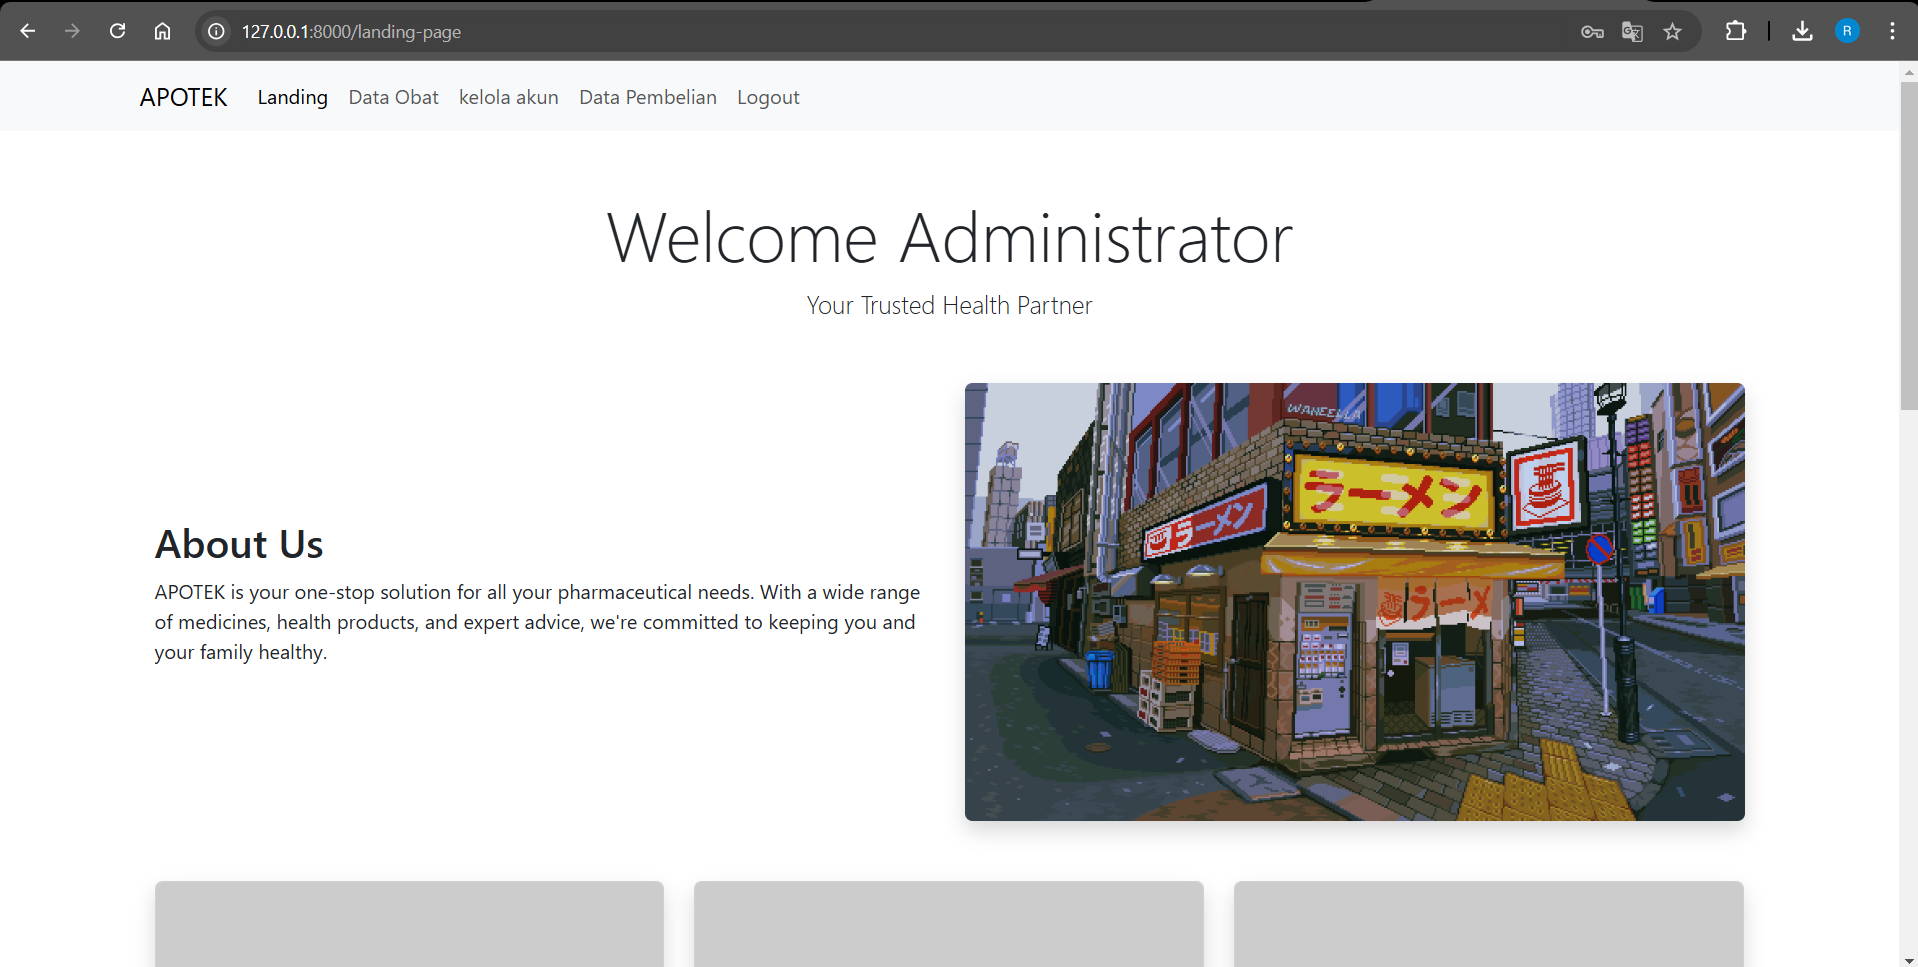 127.0.0.1:8000/landing-page
R
APOTEK Landing Data Obat kelola akun Data Pembelian Logout
Welcome Administrator
Your Trusted Health Partner
About Us
APOTEK is your one-stop solution for all your pharmaceutical needs. With a wide range
of medicines, health products, and expert advice, we're committed to keeping you and
your family healthy.
WANEELLA
ラーメン
ラーメン
ラーメ